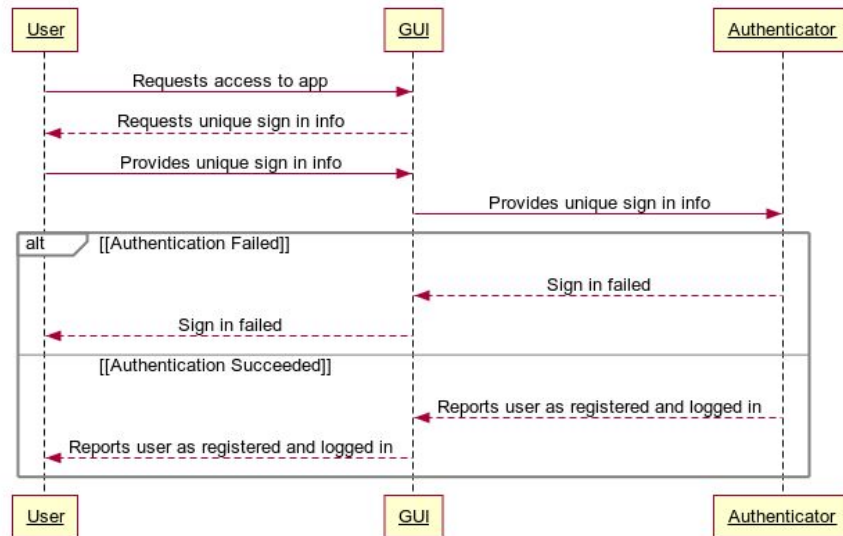 User GUI Authenticator
Requests access to app
Requests unique sign in info
Provides unique sign in info
Provides unique sign in info
alt [[Authentication Failed]]
Sign in failed
Sign in failed
[[Authentication Succeeded]]
Reports user as registered and logged in
Reports user as registered and logged in
User GUI Authenticator